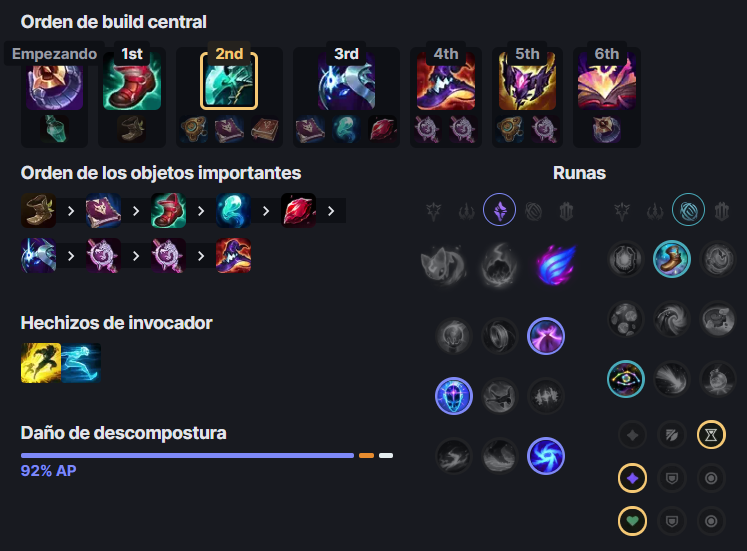 Orden de build central
Empezando 1st 2nd 3rd 4th 5th 6th
Orden de los objetos importantes
Runas
Hechizos de invocador
Daño de descompostura
92% AP